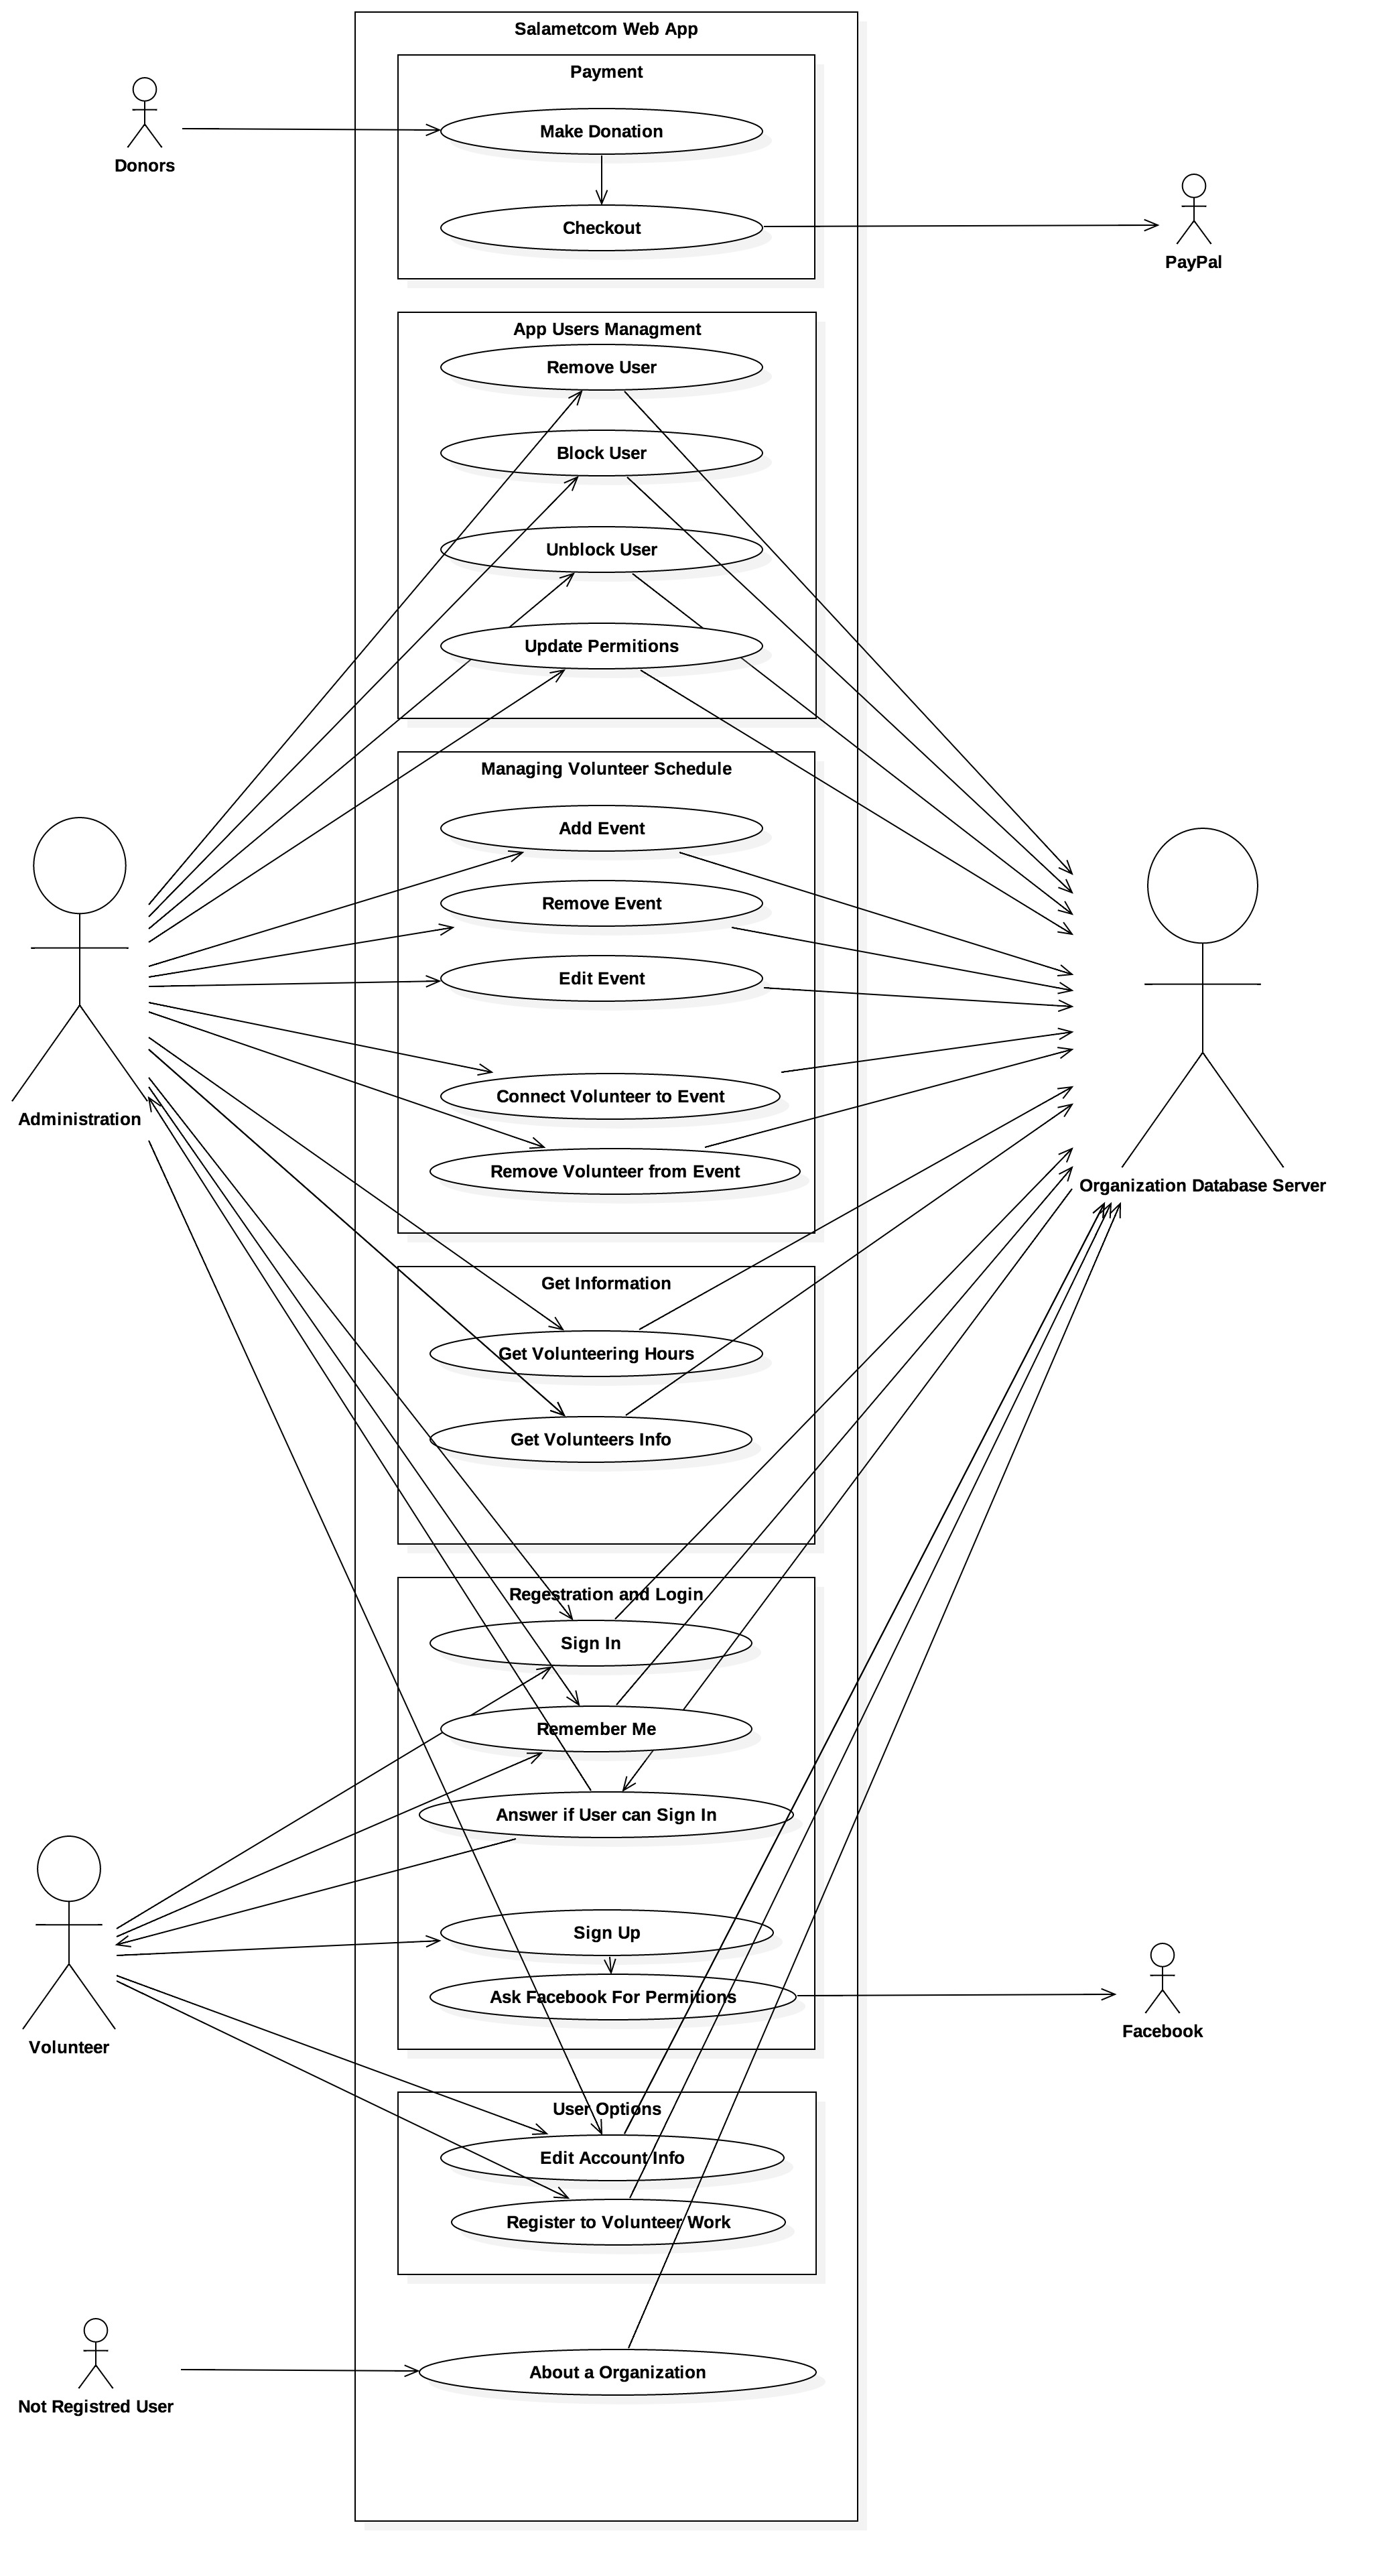 Salametcom Web App
Payment
Make Donation
Donors
Checkout
PayPal
App Users Managment
Remove User
Block User
Unblock User
Update Permitions
Managing Volunteer Schedule
Add Event
Remove Event
Edit Event
Connect Volunteer to Event
Administration
Remove Volunteer from Event
Organization Database Server
Get Information
Get Volunteering Hours
Get Volunteers Info
Regestration and Login
Sign In
Remember Me
Answer if User can Sign In
Sign Up
Ask Facebook For Permitions
Facebook
Volunteer
User Options
Edit Account Info
Register to Volunteer Work
About a Organization
Not Registred User